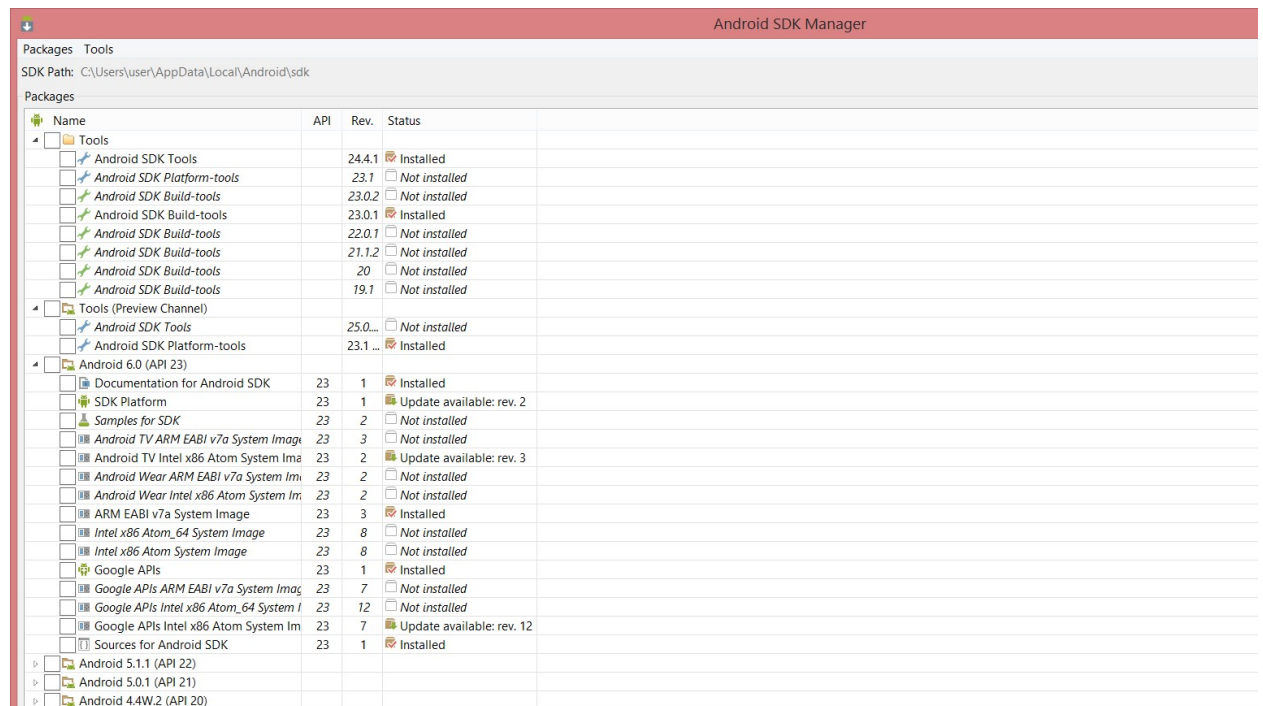 Android SDK Manager
Packages Tools
SDK Path: C:\Users\user\AppData\Local\Android\sdk
Packages
Name API Rev. Status
Tools
Android SDK Tools 24.4.1 Installed
Android SDK Platform-tools 23.1 Not installed
Android SDK Build-tools 23.0.2 Not installed
Android SDK Build-tools 23.0.1 Installed
Android SDK Build-tools 22.0.1 Not installed
Android SDK Build-tools 21.1.2 Not installed
Android SDK Build-tools 20 Not installed
Android SDK Build-tools 19.1 Not installed
Tools (Preview Channel)
Android SDK Tools 25.0.... Not installed
Android SDK Platform-tools 23.1 ... Installed
Android 6.0 (API 23)
Documentation for Android SDK 23 1 Installed
SDK Platform 23 1 Update available: rev. 2
Samples for SDK 23 2 Not installed
Android TV ARM EABI v7a System Image 23 3 Not installed
Android TV Intel x86 Atom System Ima 23 2 Update available: rev. 3
Android Wear ARM EABI v7a System Im 23 2 Not installed
Android Wear Intel x86 Atom System Im 23 2 Not installed
ARM EABI v7a System Image 23 3 Installed
Intel x86 Atom_64 System Image 23 8 Not installed
Intel x86 Atom System Image 23 8 Not installed
Google APIs 23 1 Installed
Google APIs ARM EABI v7a System Imag 23 7 Not installed
Google APIs Intel x86 Atom_64 System I 23 12 Not installed
Google APIs Intel x86 Atom System Im 23 7 Update available: rev. 12
Sources for Android SDK 23 1 Installed
Android 5.1.1 (API 22)
Android 5.0.1 (API 21)
Android 4.4W.2 (API 20)